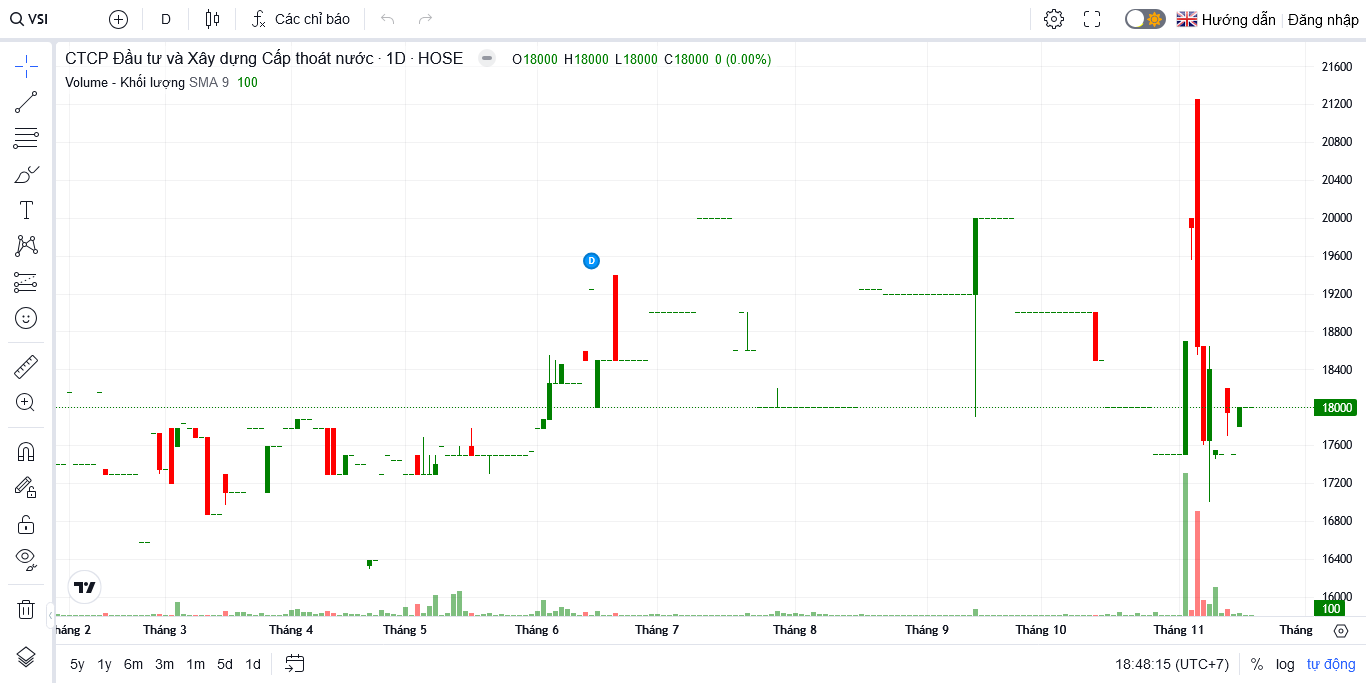 VSI D Các chỉ báo Hướng dẫn Đăng nhập
CTCP Đầu tư và Xây dựng Cấp thoát nước · 1D · HOSE O18000 H18000 L18000 C18000 0 (0.00%)
Volume - Khối lượng SMA 9 100
D
21600
21200
20800
20400
20000
19600
19200
18800
18400
18000
17600
17200
16800
16400
16000
100
háng 2 Tháng 3 Tháng 4 Tháng 5 Tháng 6 Tháng 7 Tháng 8 Tháng 9 Tháng 10 Tháng 11 Tháng
5y 1y 6m 3m 1m 5d 1d 18:48:15 (UTC+7) % log tự động